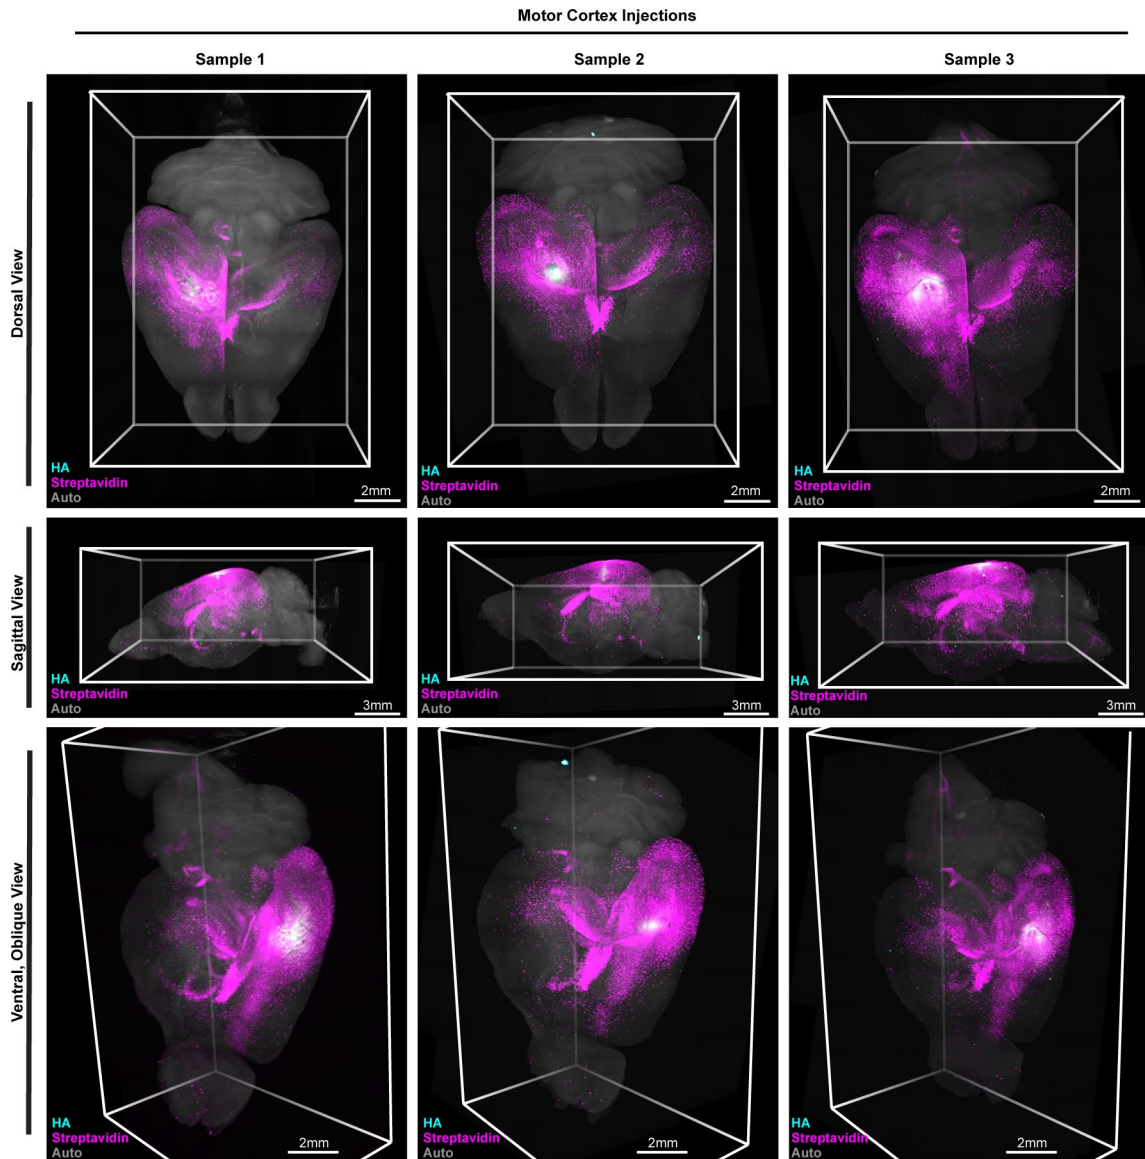 Motor Cortex Injections
Sample 1
Sample 2
Sample 3
Dorsal View
HA
Streptavidin
Auto
2mm
HA
Streptavidin
Auto
2mm
HA
Streptavidin
Auto
2mm
Sagittal View
HA
Streptavidin
Auto
3mm
HA
Streptavidin
Auto
3mm
HA
Streptavidin
Auto
3mm
Ventral, Oblique View
HA
Streptavidin
Auto
2mm
HA
Streptavidin
Auto
2mm
HA
Streptavidin
Auto
2mm